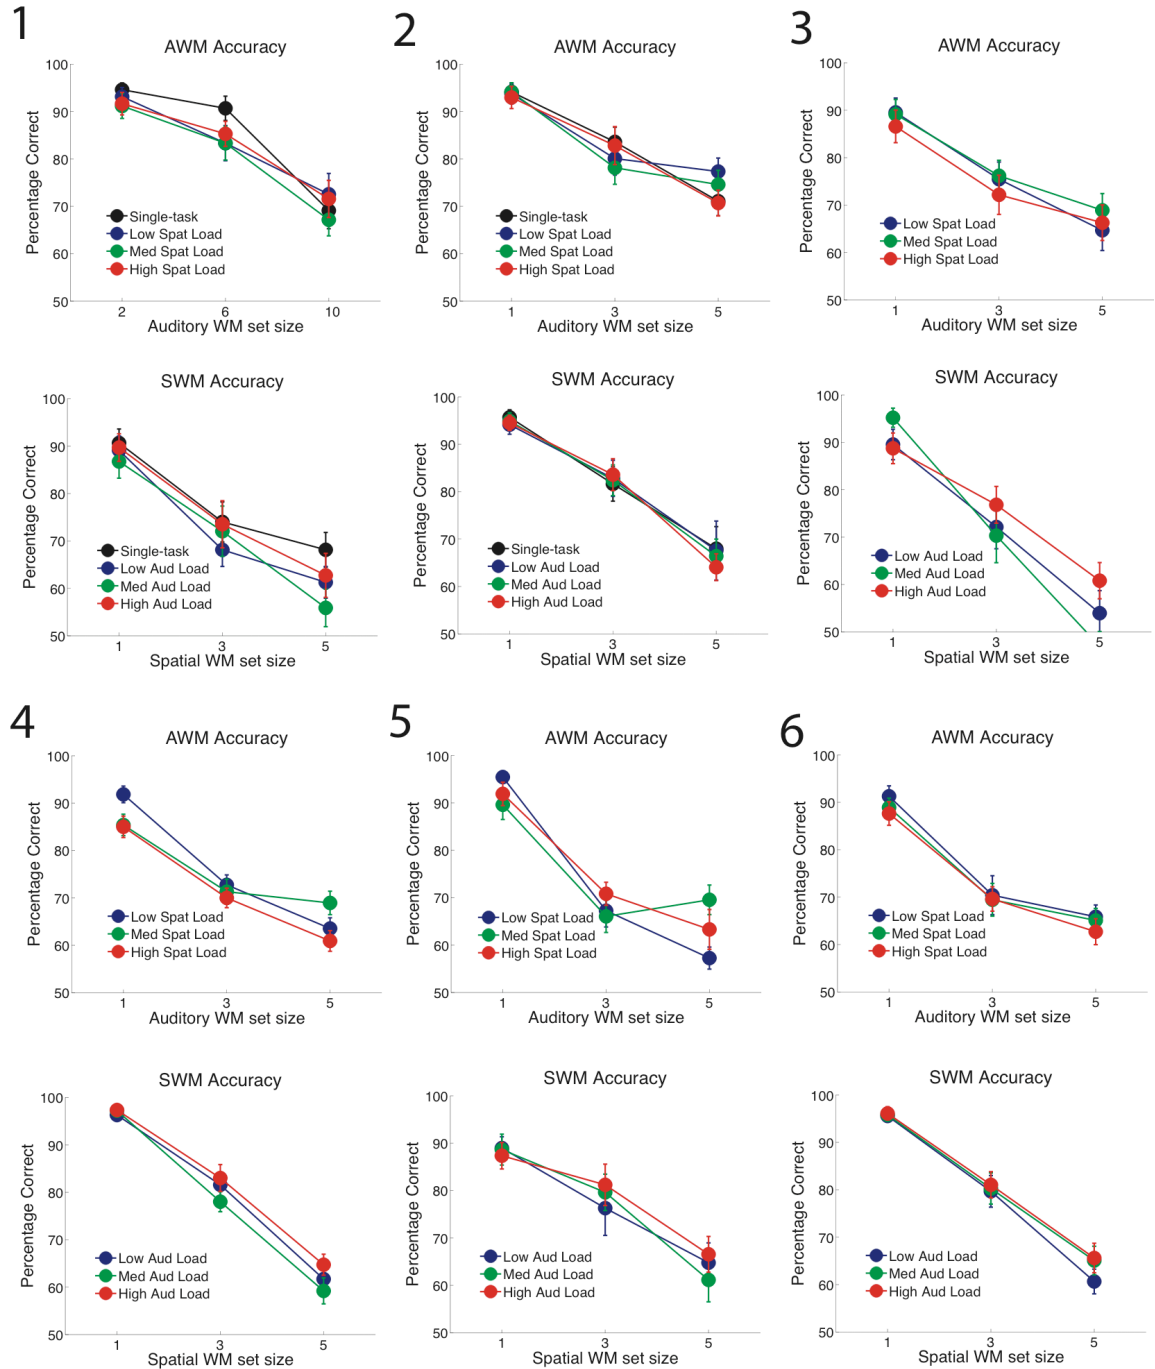 1
AWM Accuracy
Percentage Correct
100
90
80
70
60
50
Single-task
Low Spat Load
Med Spat Load
High Spat Load
2 6 10
Auditory WM set size
SWM Accuracy
Percentage Correct
100
90
80
70
60
50
Single-task
Low Aud Load
Med Aud Load
High Aud Load
1 3 5
Spatial WM set size
2
AWM Accuracy
Percentage Correct
100
90
80
70
60
50
Single-task
Low Spat Load
Med Spat Load
High Spat Load
1 3 5
Auditory WM set size
SWM Accuracy
Percentage Correct
100
90
80
70
60
50
Single-task
Low Aud Load
Med Aud Load
High Aud Load
1 3 5
Spatial WM set size
3
AWM Accuracy
Percentage Correct
100
90
80
70
60
50
Low Spat Load
Med Spat Load
High Spat Load
1 3 5
Auditory WM set size
SWM Accuracy
Percentage Correct
100
90
80
70
60
50
Low Aud Load
Med Aud Load
High Aud Load
1 3 5
Spatial WM set size
4
AWM Accuracy
Percentage Correct
100
90
80
70
60
50
Low Spat Load
Med Spat Load
High Spat Load
1 3 5
Auditory WM set size
SWM Accuracy
Percentage Correct
100
90
80
70
60
50
Low Aud Load
Med Aud Load
High Aud Load
1 3 5
Spatial WM set size
5
AWM Accuracy
Percentage Correct
100
90
80
70
60
50
Low Spat Load
Med Spat Load
High Spat Load
1 3 5
Auditory WM set size
SWM Accuracy
Percentage Correct
100
90
80
70
60
50
Low Aud Load
Med Aud Load
High Aud Load
1 3 5
Spatial WM set size
6
AWM Accuracy
Percentage Correct
100
90
80
70
60
50
Low Spat Load
Med Spat Load
High Spat Load
1 3 5
Auditory WM set size
SWM Accuracy
Percentage Correct
100
90
80
70
60
50
Low Aud Load
Med Aud Load
High Aud Load
1 3 5
Spatial WM set size